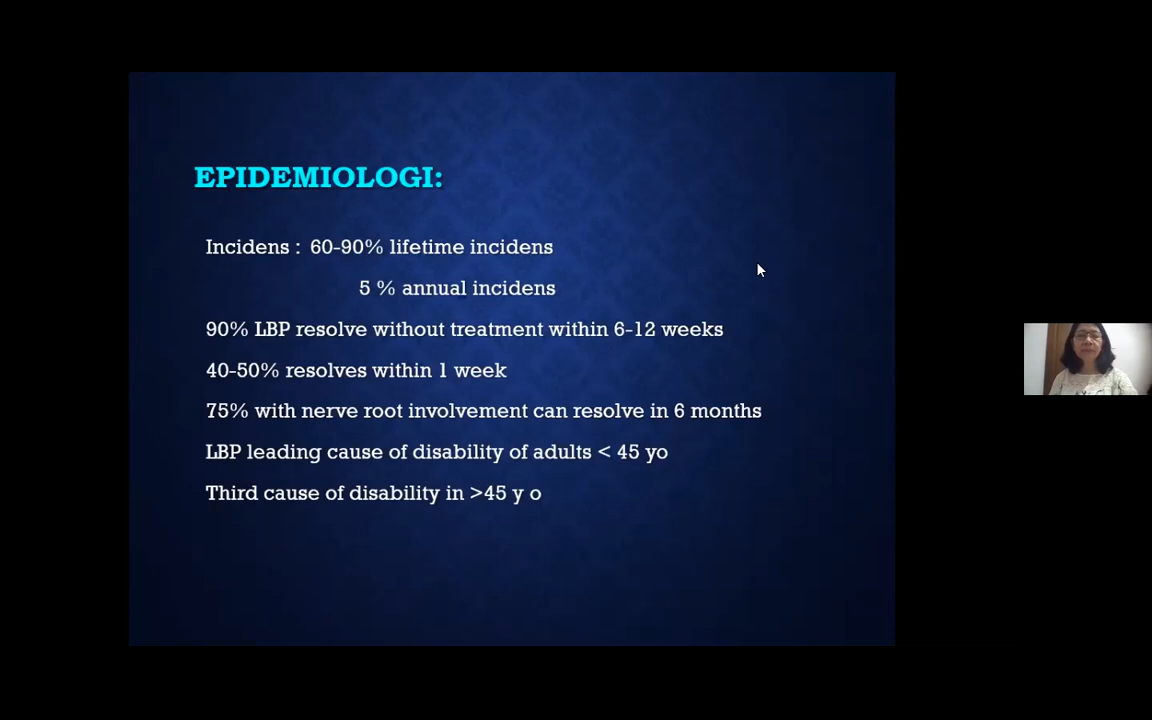 EPIDEMIOLOGI:
Incidens : 60-90% lifetime incidens
5 % annual incidens
90% LBP resolve without treatment within 6-12 weeks
40-50% resolves within 1 week
75% with nerve root involvement can resolve in 6 months
LBP leading cause of disability of adults < 45 yo
Third cause of disability in >45 y o